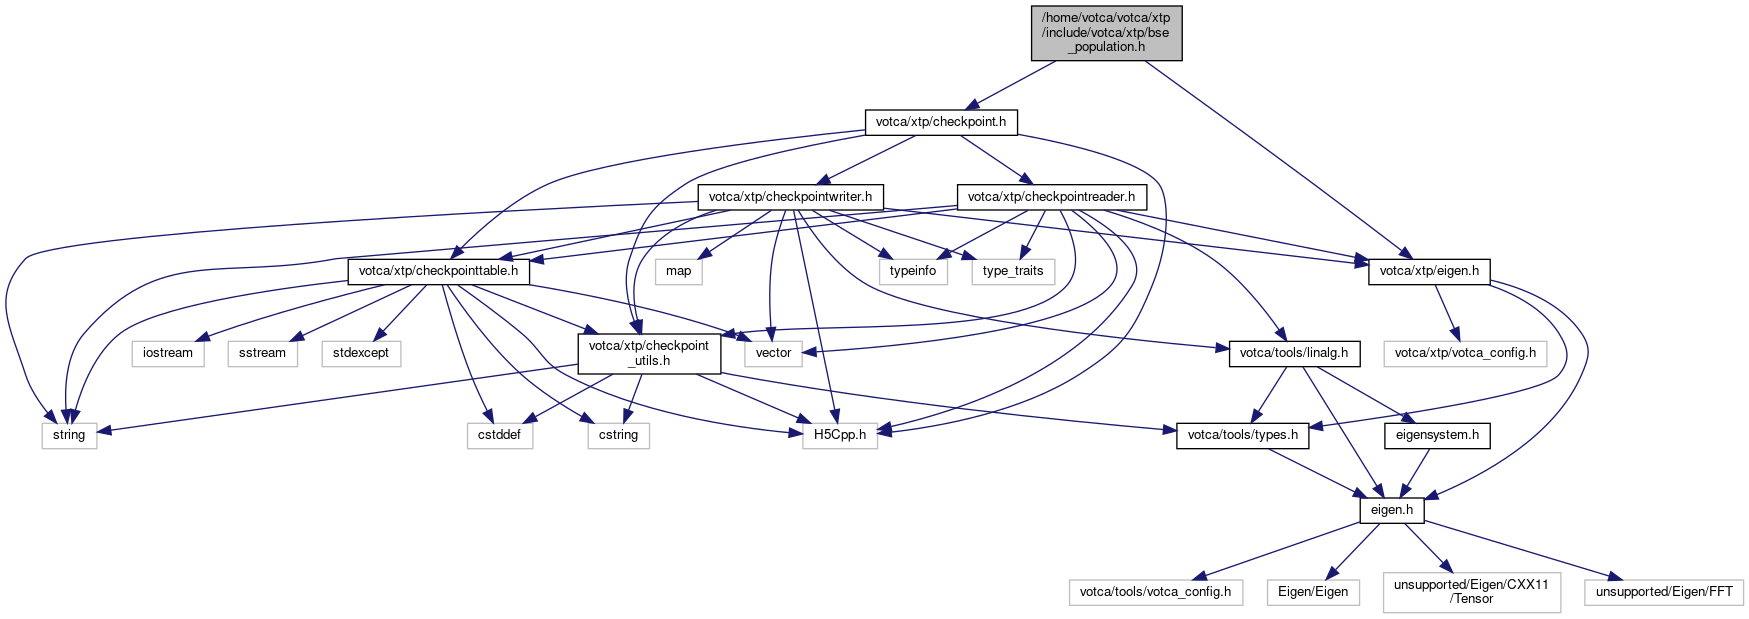 /home/votca/votca/xtp
/include/votca/xtp/bse
_population.h
votca/xtp/checkpoint.h
votca/xtp/checkpointwriter.h
votca/xtp/checkpointreader.h
votca/xtp/checkpointtable.h
map
typeinfo
type_traits
votca/xtp/eigen.h
iostream
sstream
stdexcept
votca/xtp/checkpoint
_utils.h
vector
votca/tools/linalg.h
votca/xtp/votca_config.h
string
cstddef
cstring
H5Cpp.h
votca/tools/types.h
eigensystem.h
eigen.h
votca/tools/votca_config.h
Eigen/Eigen
unsupported/Eigen/CXX11
/Tensor
unsupported/Eigen/FFT